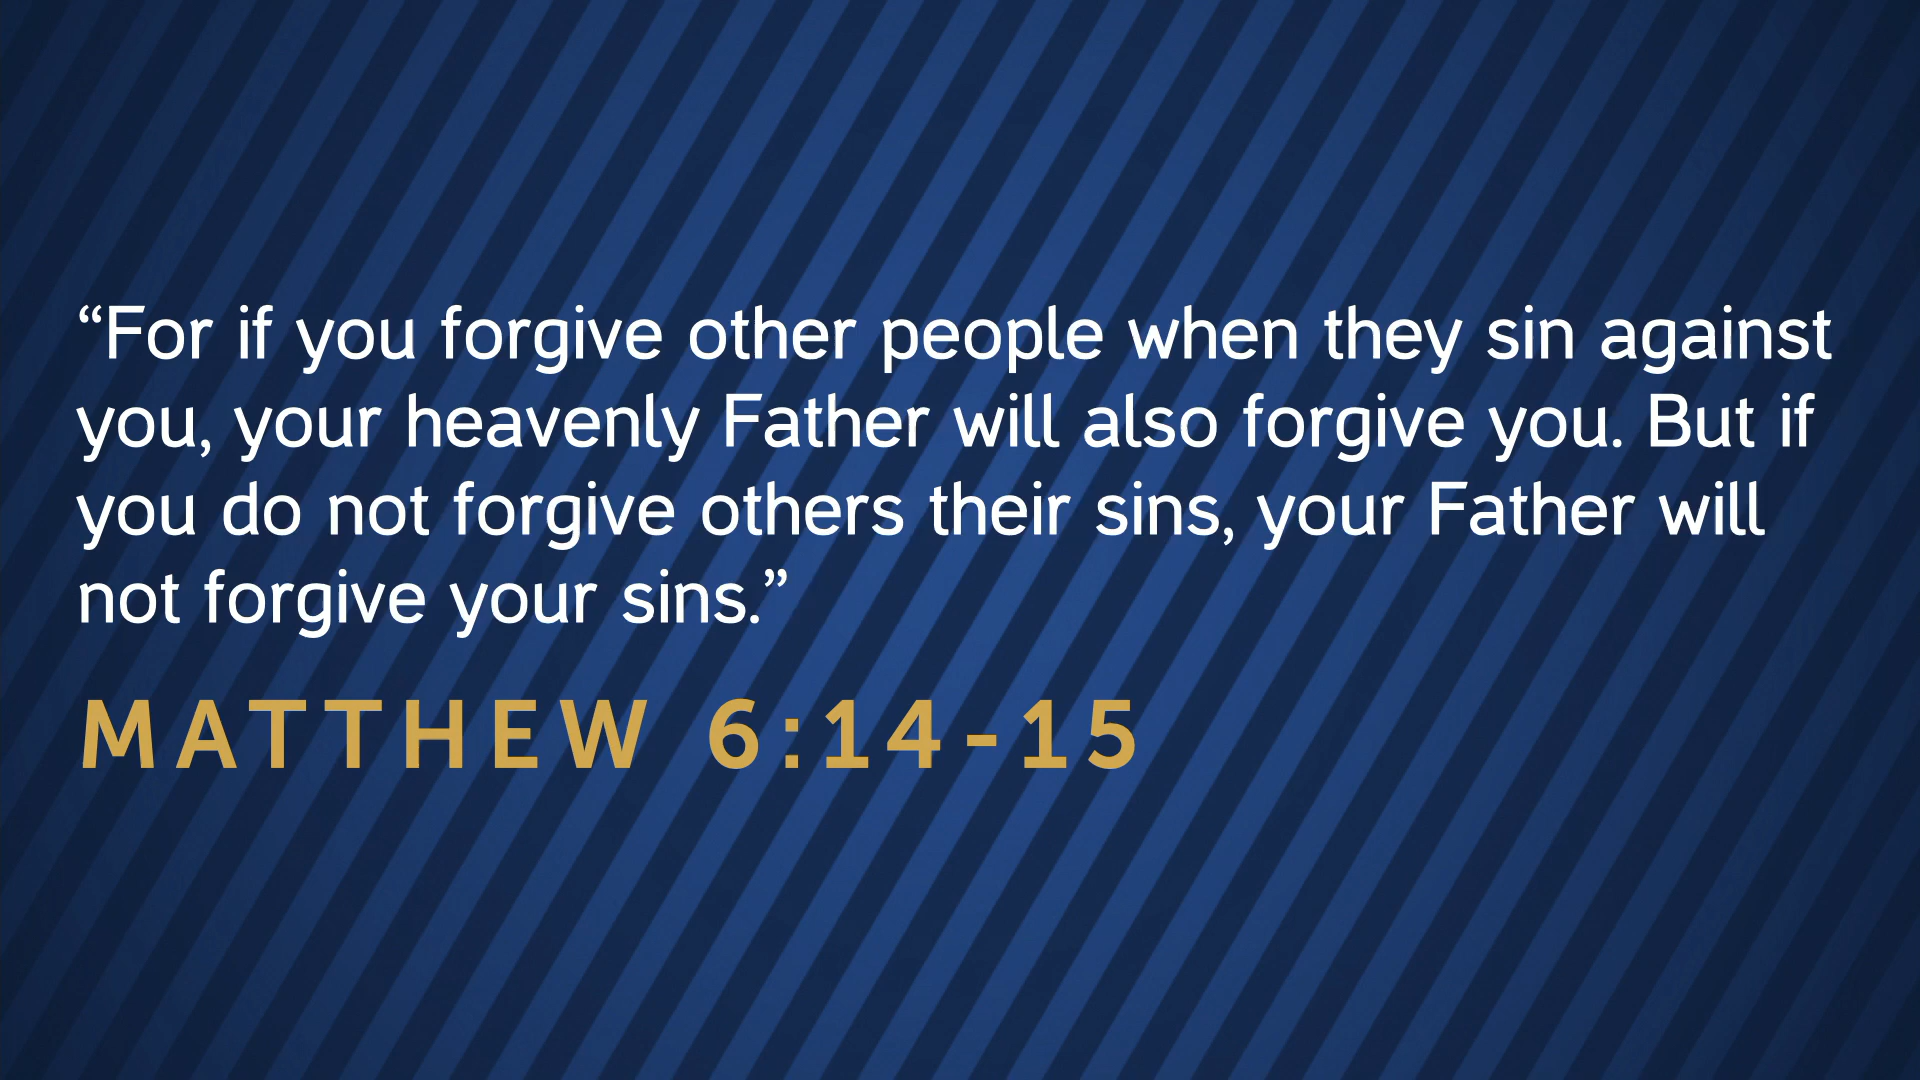 “For if you forgive other people when they sin against
you, your heavenly Father will also forgive you. But if
you do not forgive others their sins, your Father will
not forgive your sins.”
MATTHEW 6:14-15